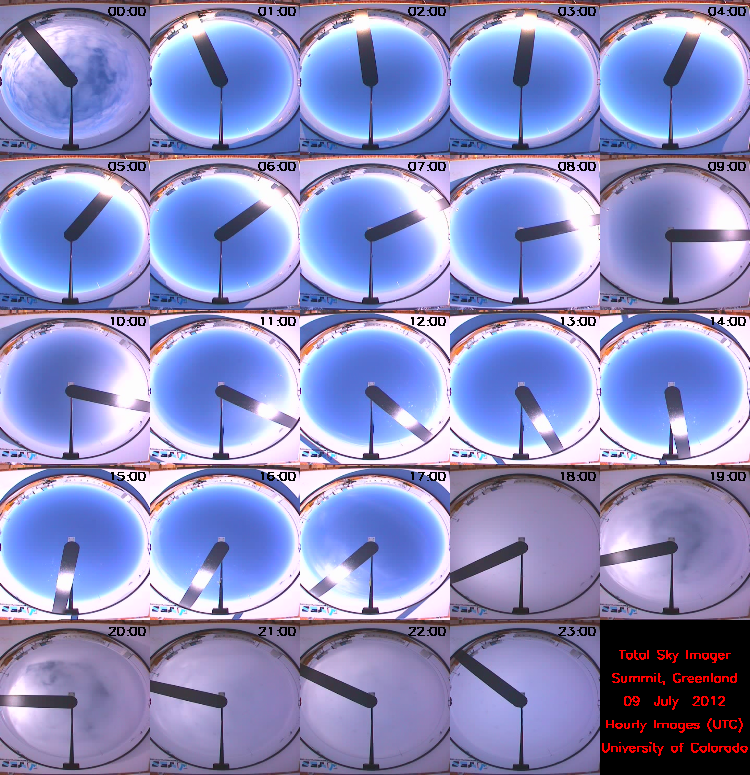 00:00 01:00 02:00 03:00 04:00
05:00 06:00 07:00 08:00 09:00
10:00 11:00 12:00 13:00 14:00
15:00 16:00 17:00 18:00 19:00
20:00 21:00 22:00 23:00
Total Sky Imager
Summit, Greenland
09 July 2012
Hourly Images (UTC)
University of Colorado